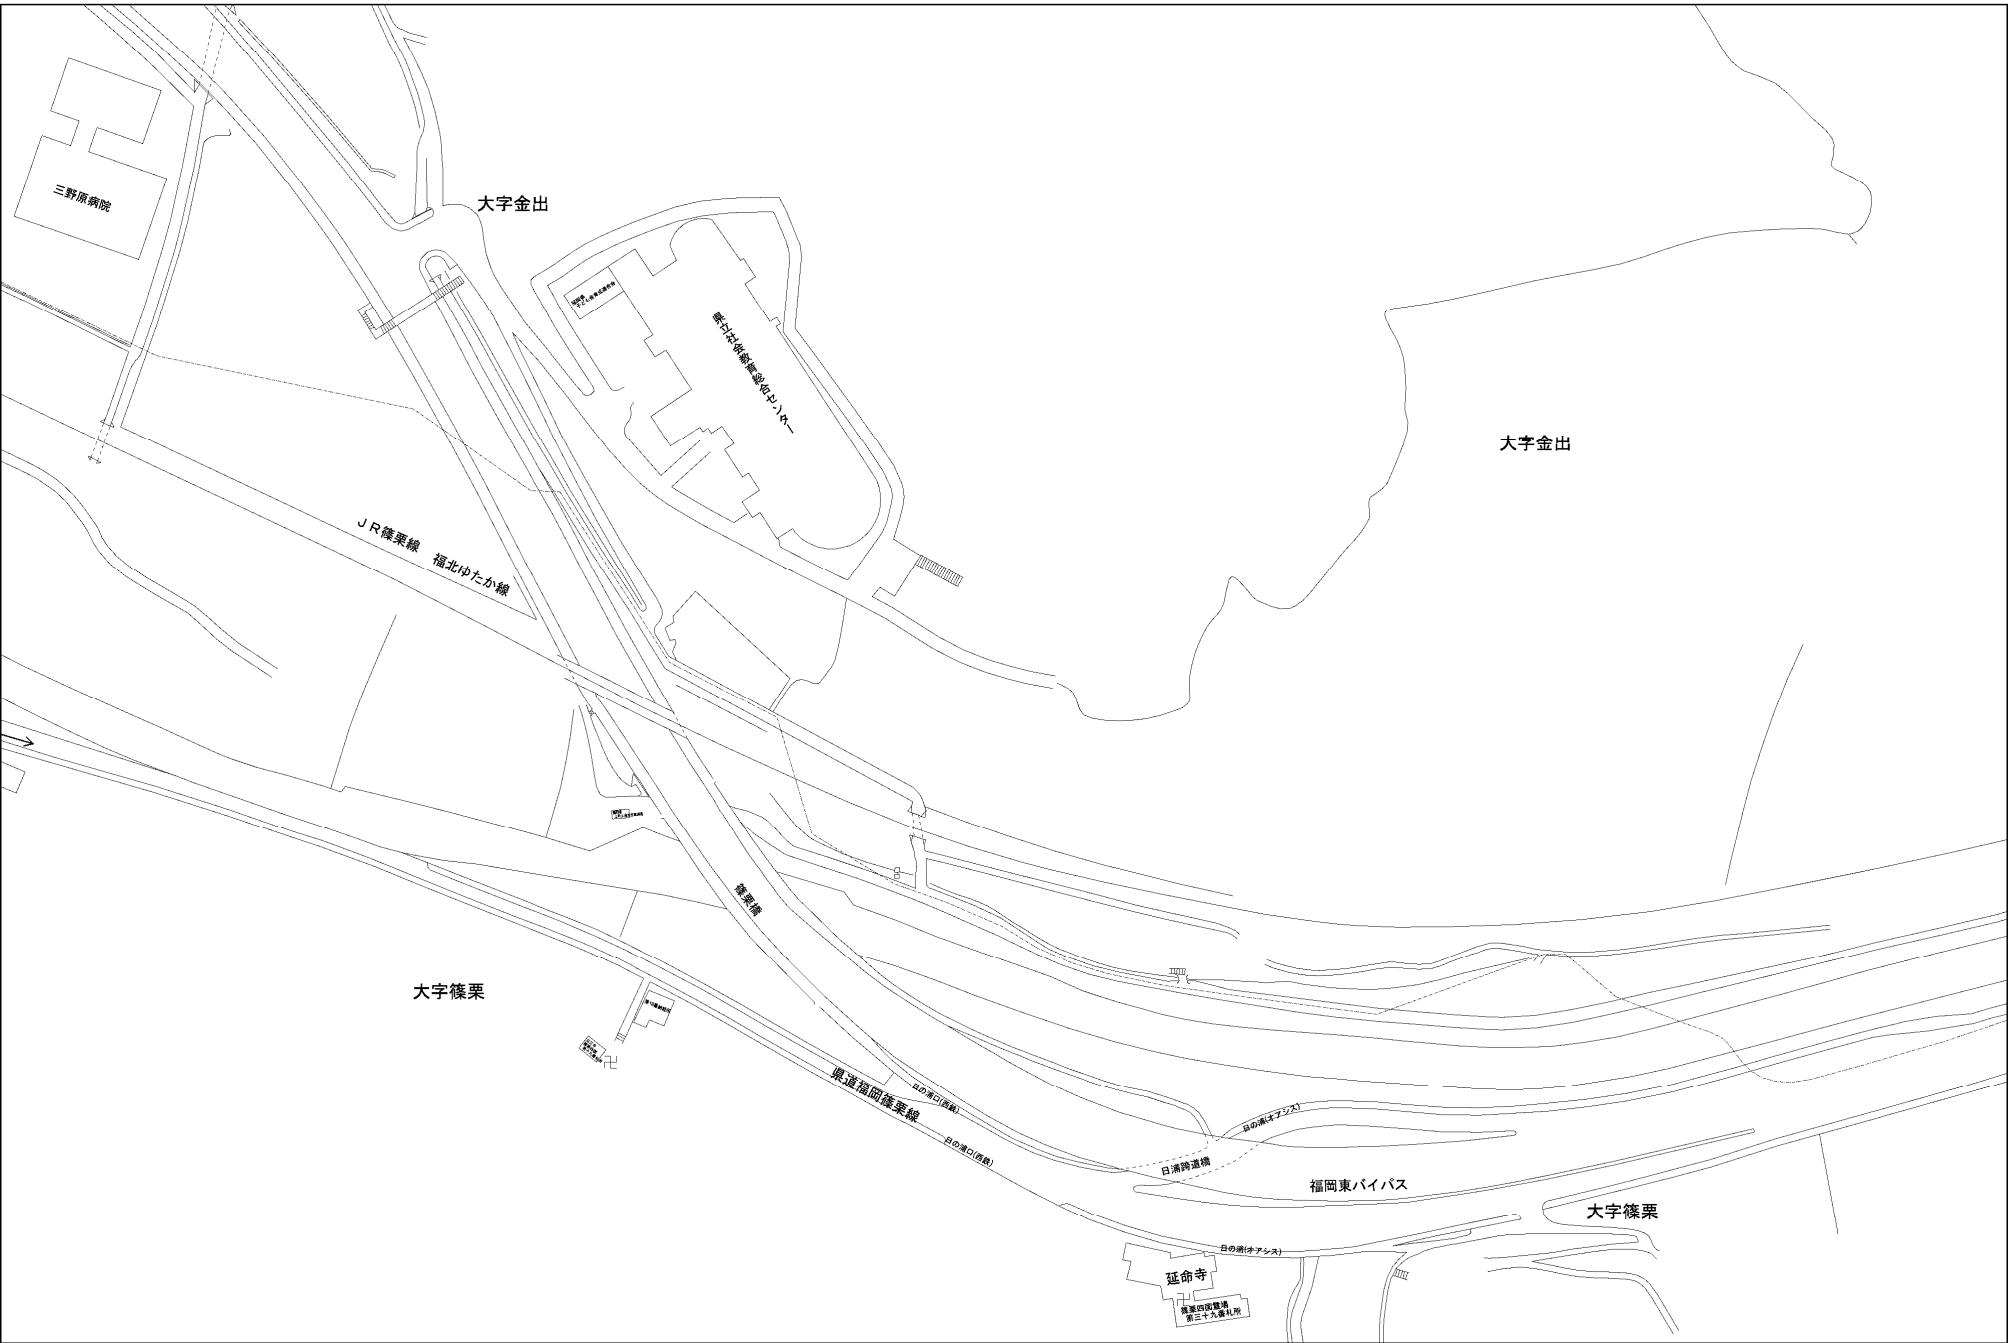 三野原病院
大字金出
県立社会教育総合センター
大字金出
JR篠栗線 福北ゆたか線
篠栗橋
大字篠栗
県道福岡篠栗線
日の浦口(西鉄)
日の浦口(西鉄)
日の浦(オアシス)
日浦跨道橋
福岡東バイパス
大字篠栗
日の浦(オアシス)
延命寺
篠栗四国霊場
第三十九番札所